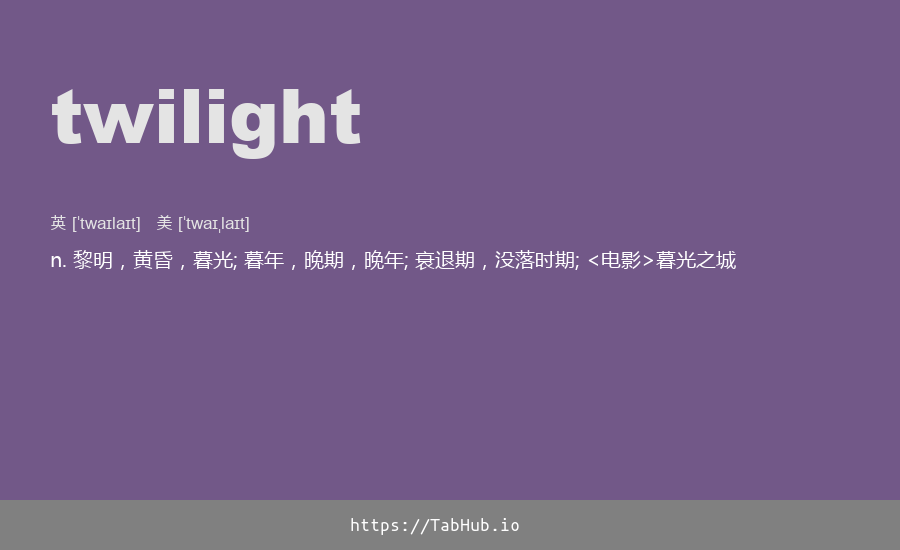 twilight
英 [ˈtwaɪlaɪt] 美 [ˈtwaɪˌlaɪt]
n. 黎明，黄昏，暮光; 暮年，晚期，晚年; 衰退期，没落时期; <电影>暮光之城
https://TabHub.io